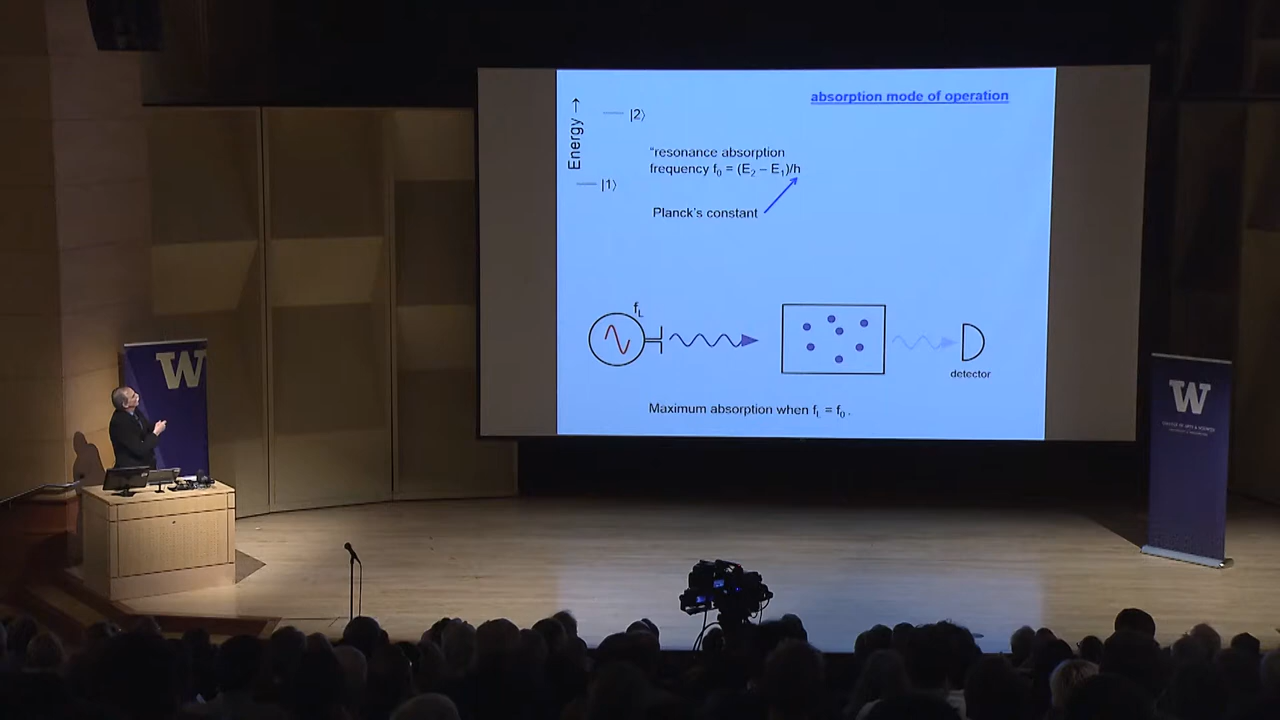 absorption mode of operation
Energy →
|2⟩
"resonance absorption
frequency f₀ = (E₂ – E₁)/h
|1⟩
Planck's constant
f_L
detector
Maximum absorption when f_L = f₀ .
W
W